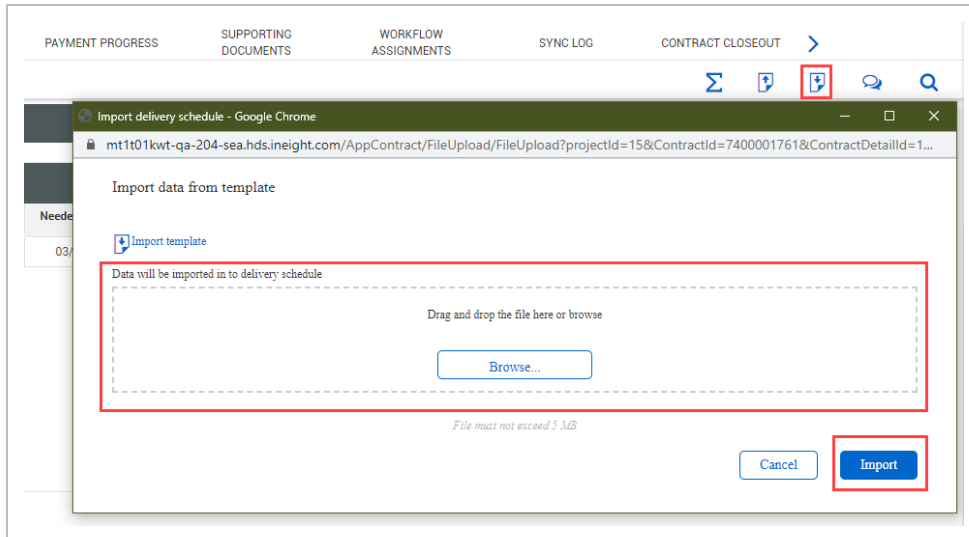 PAYMENT PROGRESS
SUPPORTING
DOCUMENTS
WORKFLOW
ASSIGNMENTS
SYNC LOG
CONTRACT CLOSEOUT
Import delivery schedule - Google Chrome
mt1t01kwt-qa-204-sea.hds.ineight.com/AppContract/FileUpload/FileUpload?projectId=15&ContractId=7400001761&ContractDetailId=1...
Import data from template
Neede
03/
Import template
Data will be imported in to delivery schedule
Drag and drop the file here or browse
Browse...
File must not exceed 5 MB
Cancel
Import